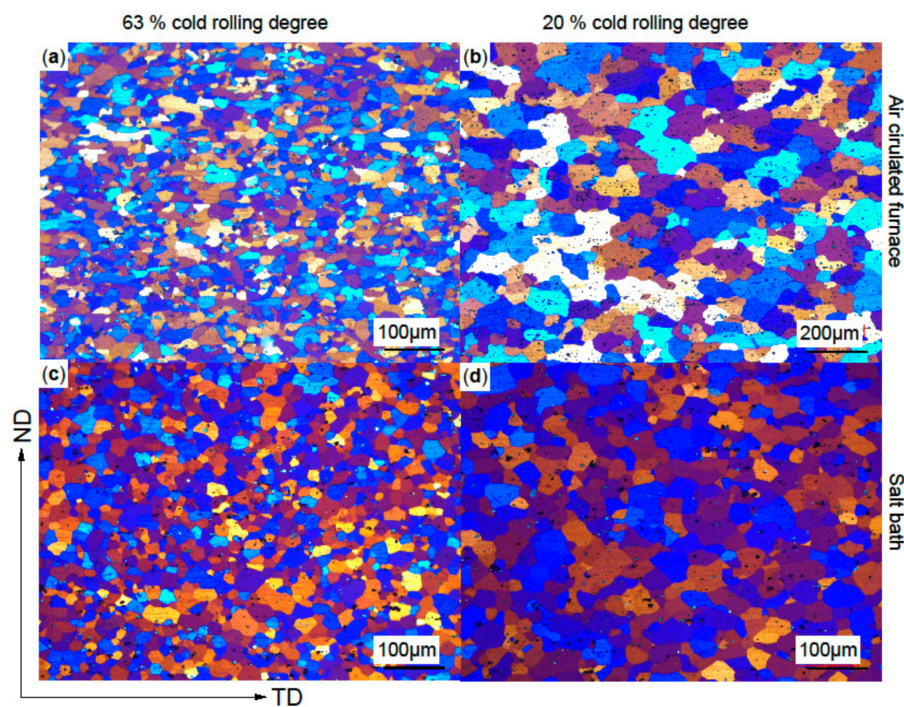 63 % cold rolling degree
20 % cold rolling degree
(a)
(b)
Air cirulated furnace
100µm
200µm
(c)
(d)
ND
Salt bath
100µm
100µm
TD